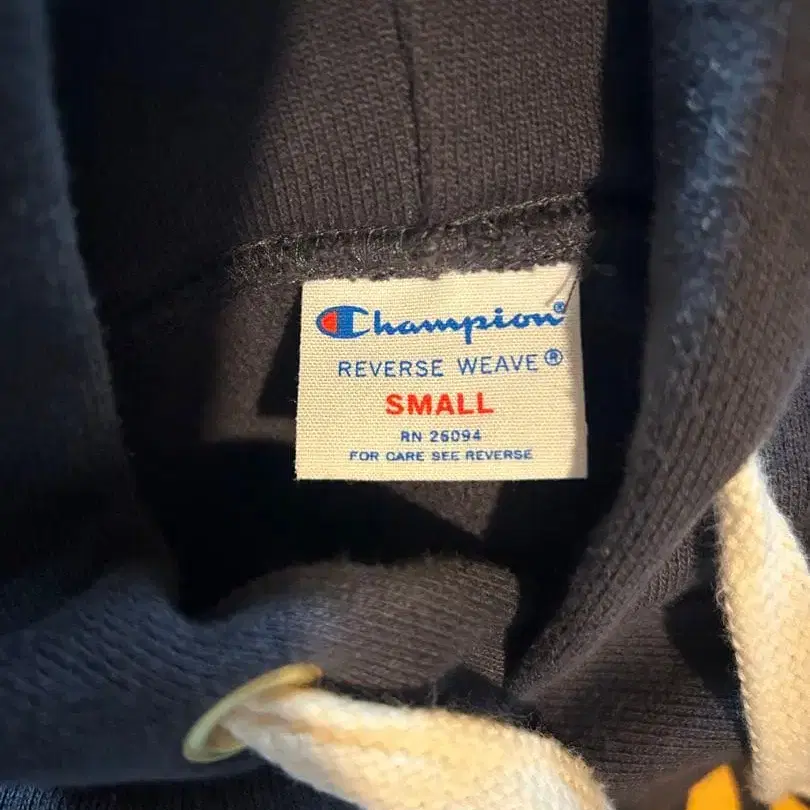 Champion®
REVERSE WEAVE®
SMALL
RN 26094
FOR CARE SEE REVERSE